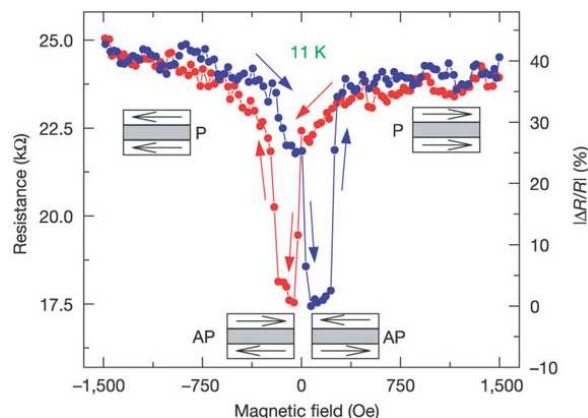 25.0
22.5
20.0
17.5
Resistance (kΩ)
11 K
P
P
AP
AP
40
30
20
10
0
−10
|ΔR/R| (%)
−1,500
−750
0
750
1,500
Magnetic field (Oe)